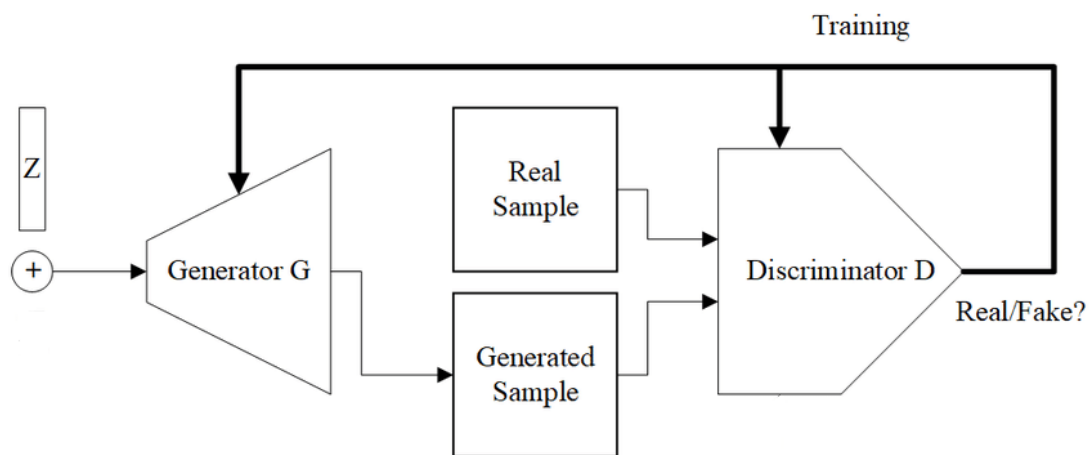 Training
Z
+
Generator G
Real
Sample
Generated
Sample
Discriminator D
Real/Fake?